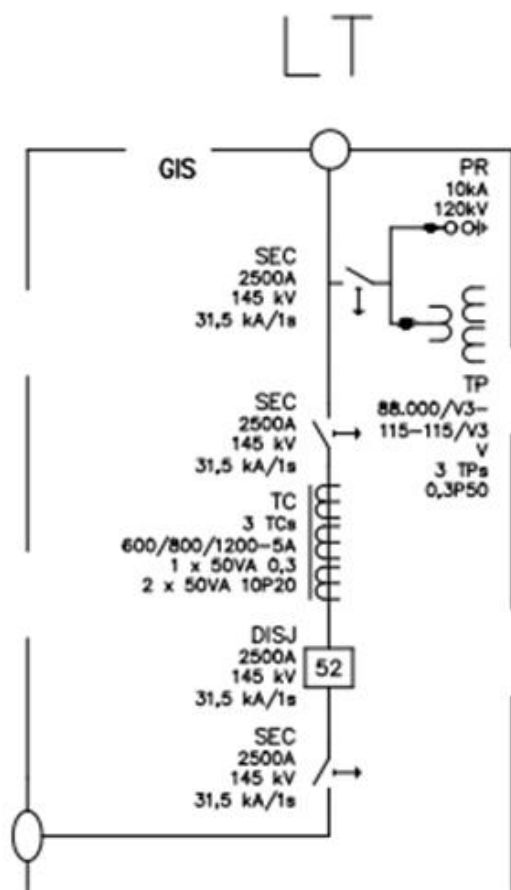 LT
GIS
PR
10kA
120kV
SEC
2500A
145 kV
31,5 kA/1s
SEC
2500A
145 kV
31,5 kA/1s
TP
88.000/V3-
115-115/V3
V
3 TPs
0,3P50
TC
3 TCs
600/800/1200-5A
1 x 50VA 0,3
2 x 50VA 10P20
DISJ
2500A
145 kV
31,5 kA/1s
52
SEC
2500A
145 kV
31,5 kA/1s